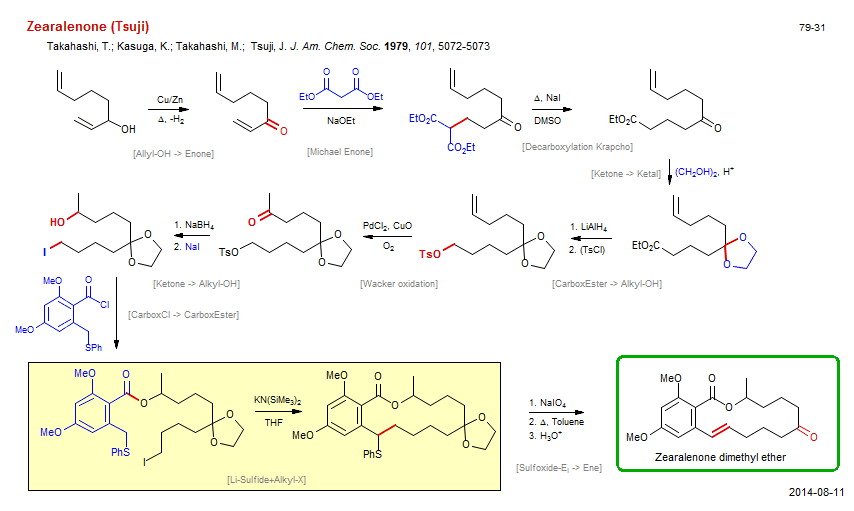 Zearalenone (Tsuji)
79-31
Takahashi, T.; Kasuga, K.; Takahashi, M.; Tsuji, J. J. Am. Chem. Soc. 1979, 101, 5072-5073
OH
Cu/Zn
Δ, -H2
[Allyl-OH -> Enone]
O
O O
EtO OEt
NaOEt
[Michael Enone]
EtO2C
CO2Et
O
Δ, NaI
DMSO
[Decarboxylation Krapcho]
EtO2C
O
[Ketone -> Ketal]
(CH2OH)2, H+
EtO2C
O
O
1. LiAlH4
2. (TsCl)
[CarboxEster -> Alkyl-OH]
TsO
O
O
PdCl2, CuO
O2
[Wacker oxidation]
O
TsO
O
O
1. NaBH4
2. NaI
[Ketone -> Alkyl-OH]
HO
I
O
O
MeO
O
Cl
MeO
SPh
[CarboxCl -> CarboxEster]
MeO
O
O
MeO
PhS
I
O
O
KN(SiMe3)2
THF
[Li-Sulfide+Alkyl-X]
MeO
O
O
MeO
PhS
O
O
1. NaIO4
2. Δ, Toluene
3. H3O+
[Sulfoxide-Ei -> Ene]
MeO
O
O
MeO
O
Zearalenone dimethyl ether
2014-08-11